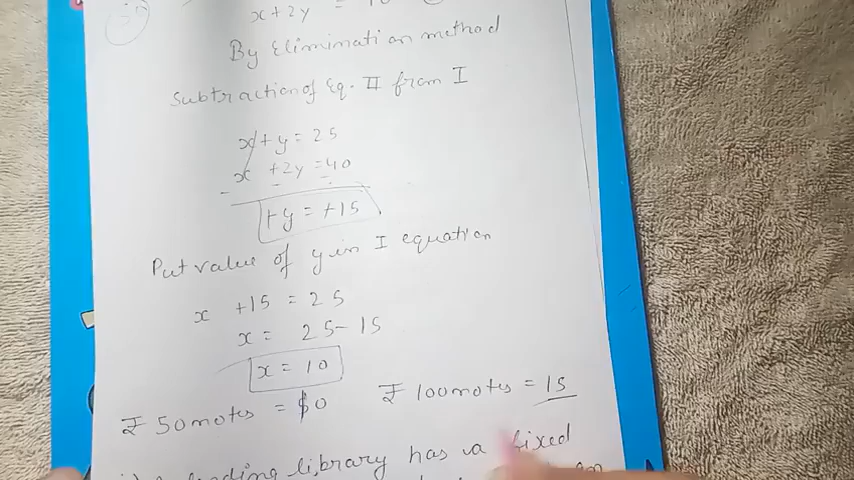 x + 2y =
By Elimination method
Subtraction of Eq. II from I
x + y = 25
x + 2y = 40
- - -
+y = +15
Put value of y in I equation
x + 15 = 25
x = 25 - 15
x = 10
₹ 50 notes = 10 ₹ 100 notes = 15
library has a fixed